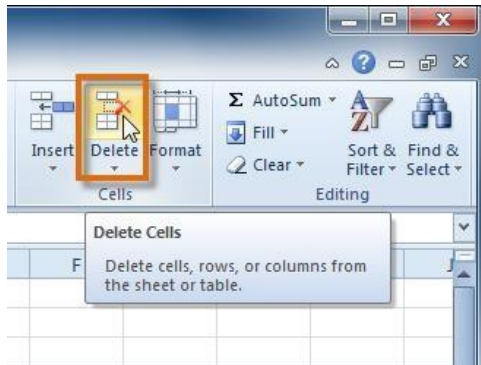 Σ AutoSum
Fill
Clear
Insert
Delete
Format
Sort &
Filter
Find &
Select
Cells
Editing
Delete Cells
Delete cells, rows, or columns from
the sheet or table.
F
J